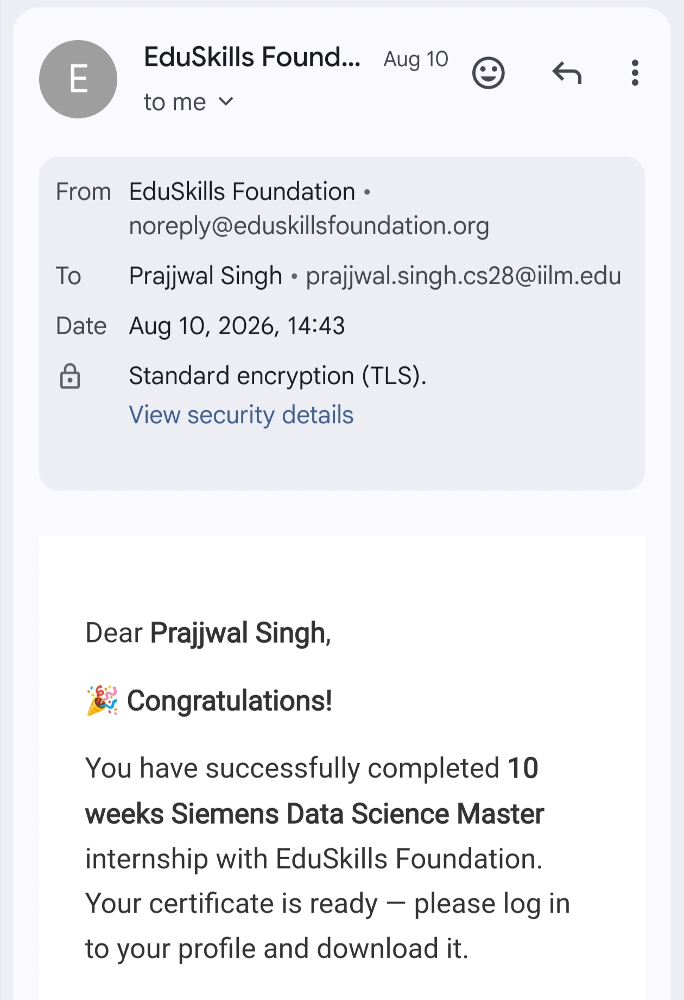 E
EduSkills Found... Aug 10
to me
From EduSkills Foundation •
noreply@eduskillsfoundation.org
To Prajjwal Singh • prajjwal.singh.cs28@iilm.edu
Date Aug 10, 2026, 14:43
Standard encryption (TLS).
View security details
Dear Prajjwal Singh,
🎉 Congratulations!
You have successfully completed 10
weeks Siemens Data Science Master
internship with EduSkills Foundation.
Your certificate is ready — please log in
to your profile and download it.